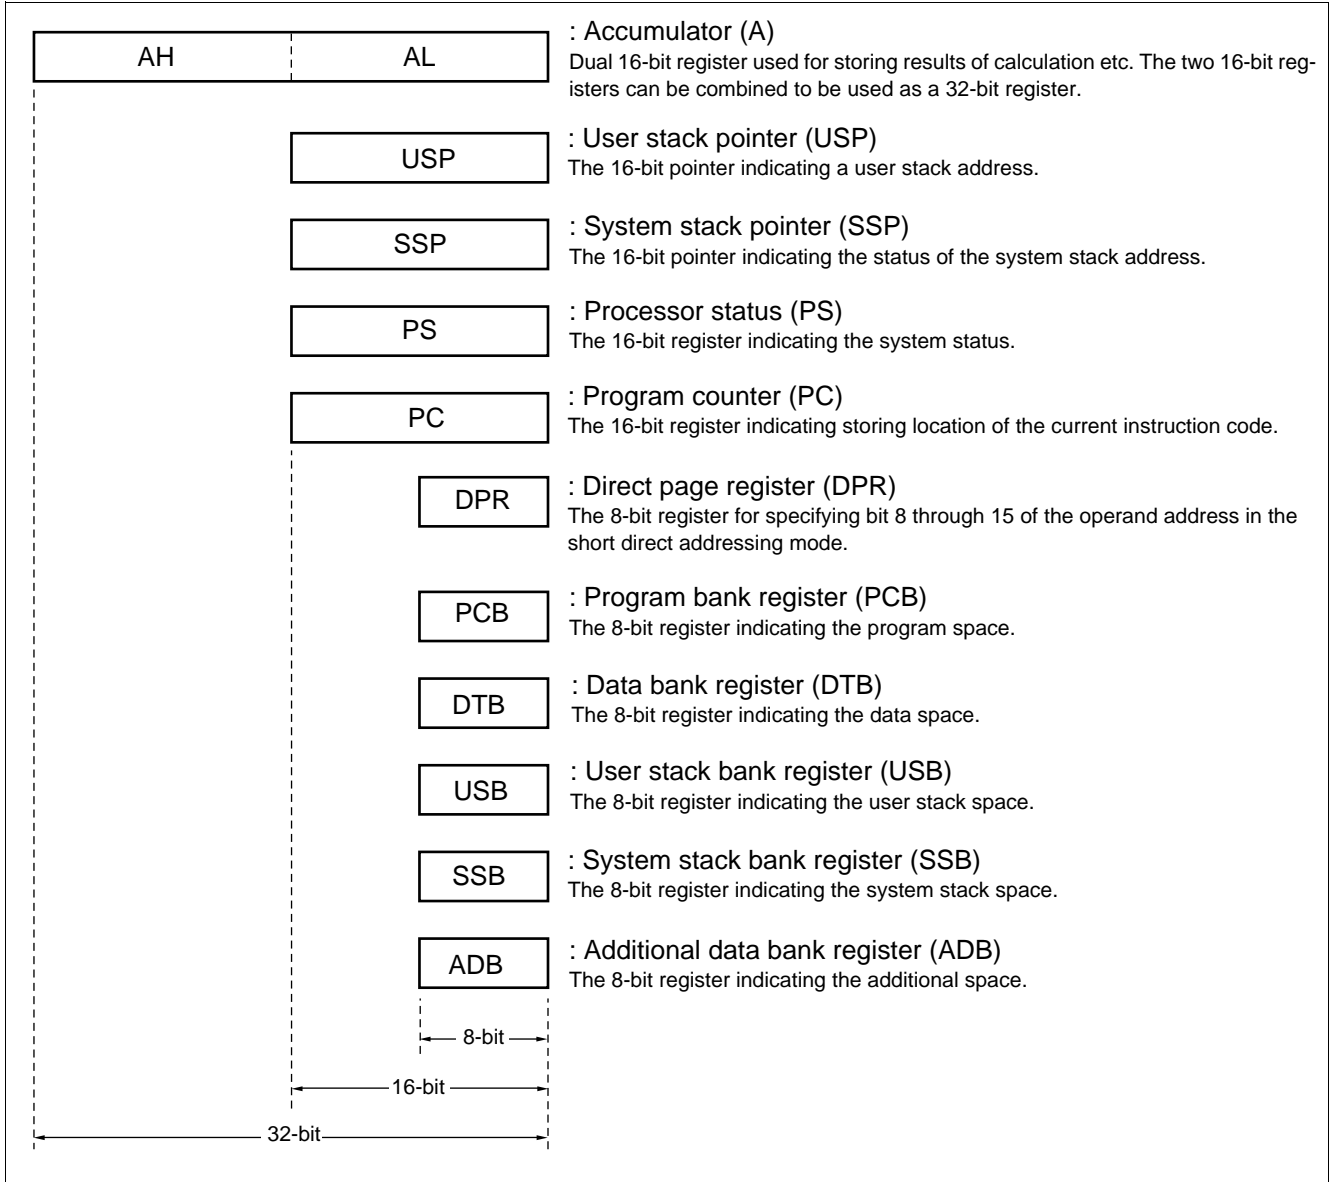 AH
AL
: Accumulator (A)
Dual 16-bit register used for storing results of calculation etc. The two 16-bit reg-
isters can be combined to be used as a 32-bit register.
USP
: User stack pointer (USP)
The 16-bit pointer indicating a user stack address.
SSP
: System stack pointer (SSP)
The 16-bit pointer indicating the status of the system stack address.
PS
: Processor status (PS)
The 16-bit register indicating the system status.
PC
: Program counter (PC)
The 16-bit register indicating storing location of the current instruction code.
DPR
: Direct page register (DPR)
The 8-bit register for specifying bit 8 through 15 of the operand address in the
short direct addressing mode.
PCB
: Program bank register (PCB)
The 8-bit register indicating the program space.
DTB
: Data bank register (DTB)
The 8-bit register indicating the data space.
USB
: User stack bank register (USB)
The 8-bit register indicating the user stack space.
SSB
: System stack bank register (SSB)
The 8-bit register indicating the system stack space.
ADB
: Additional data bank register (ADB)
The 8-bit register indicating the additional space.
8-bit
16-bit
32-bit